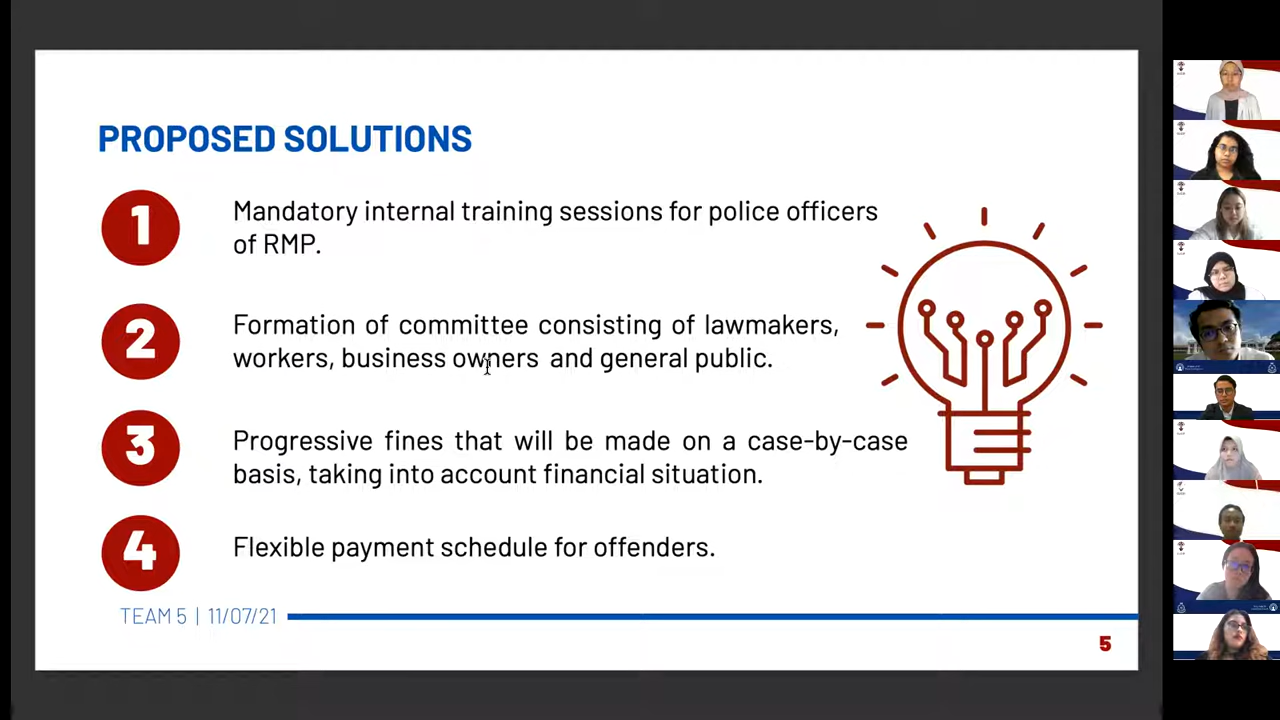 PROPOSED SOLUTIONS
1
Mandatory internal training sessions for police officers
of RMP.
2
Formation of committee consisting of lawmakers,
workers, business owners and general public.
3
Progressive fines that will be made on a case-by-case
basis, taking into account financial situation.
4
Flexible payment schedule for offenders.
TEAM 5 | 11/07/21
5